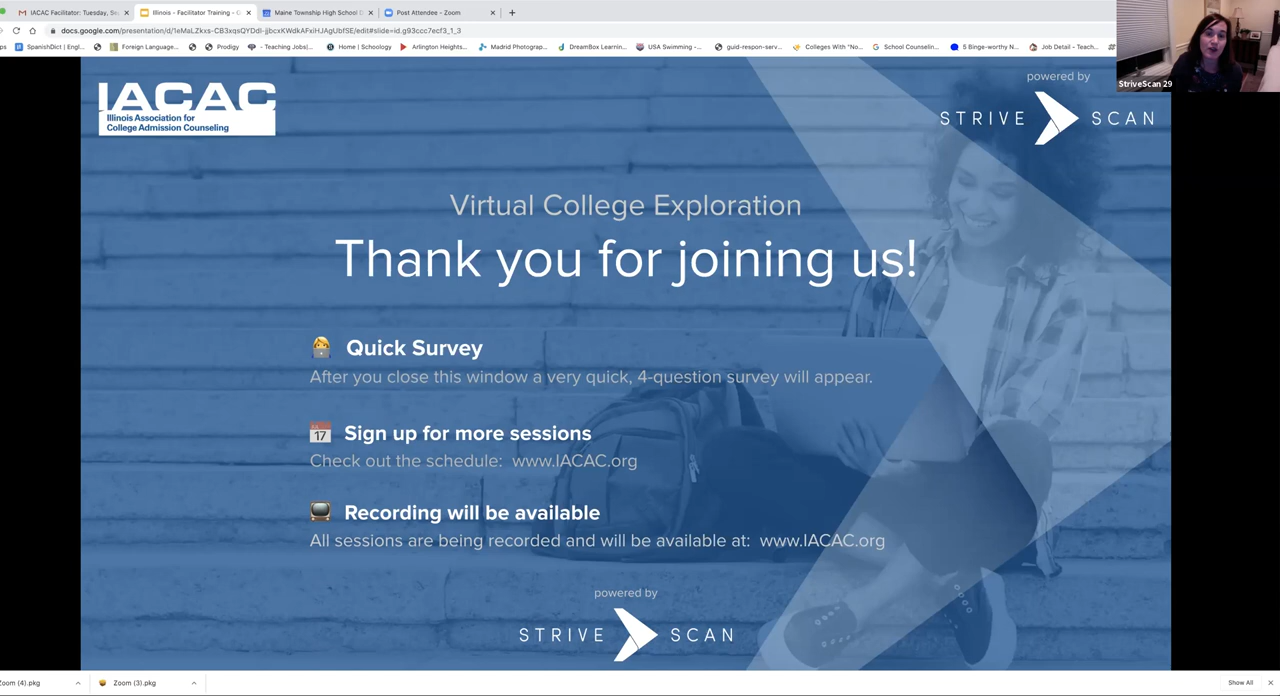 IACAC Facilitator: Tuesday, Se
Illinois - Facilitator Training - G
Maine Township High School D
Post Attendee - Zoom
docs.google.com/presentation/d/1eMaLZkxs-CB3xqsQYDdl-jjbcxKWdkAFxiHJAgUbfSE/edit#slide=id.g93ccc7ecf3_1_3
ps
SpanishDict | Engl...
Foreign Language...
Prodigy
- Teaching Jobs|...
Home | Schoology
Arlington Heights...
Madrid Photograp...
DreamBox Learnin...
USA Swimming -...
guid-respon-serv...
Colleges With "No...
School Counselin...
5 Binge-worthy N...
Job Detail - Teach...
StriveScan 29
IACAC
Illinois Association for
College Admission Counseling
powered by
STRIVE SCAN
Virtual College Exploration
Thank you for joining us!
Quick Survey
After you close this window a very quick, 4-question survey will appear.
17
Sign up for more sessions
Check out the schedule: www.IACAC.org
Recording will be available
All sessions are being recorded and will be available at: www.IACAC.org
powered by
STRIVE SCAN
Zoom (4).pkg
Zoom (3).pkg
Show All